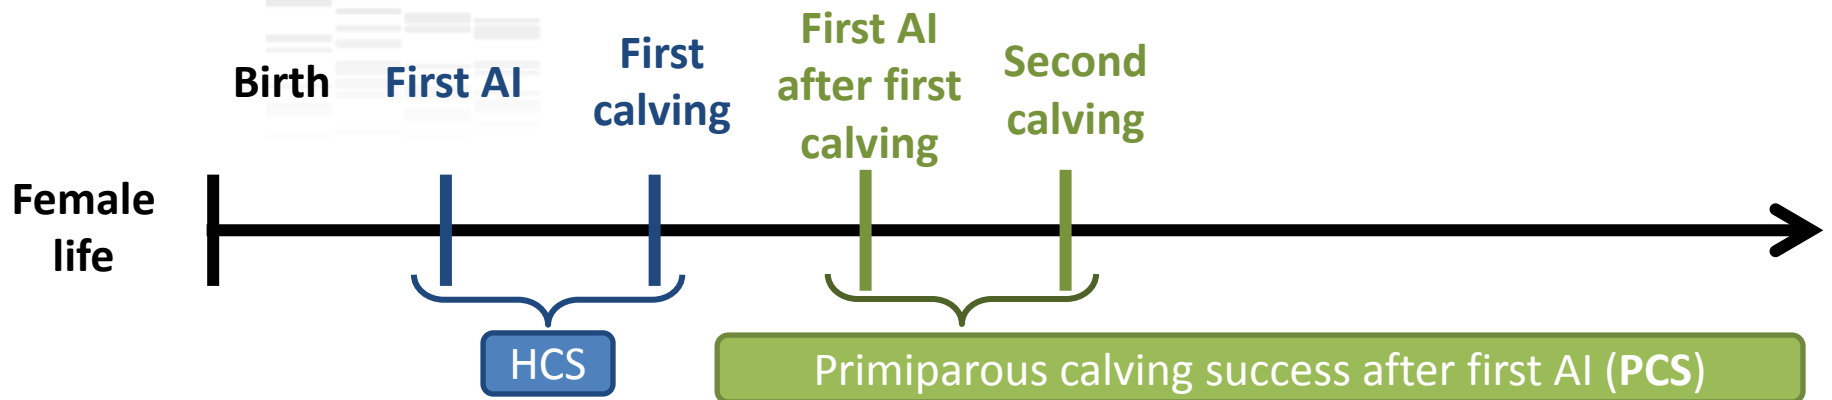 First AI
after first
calving
First
calving
Second
calving
Birth
First AI
Female
life
HCS
Primiparous calving success after first AI (PCS)